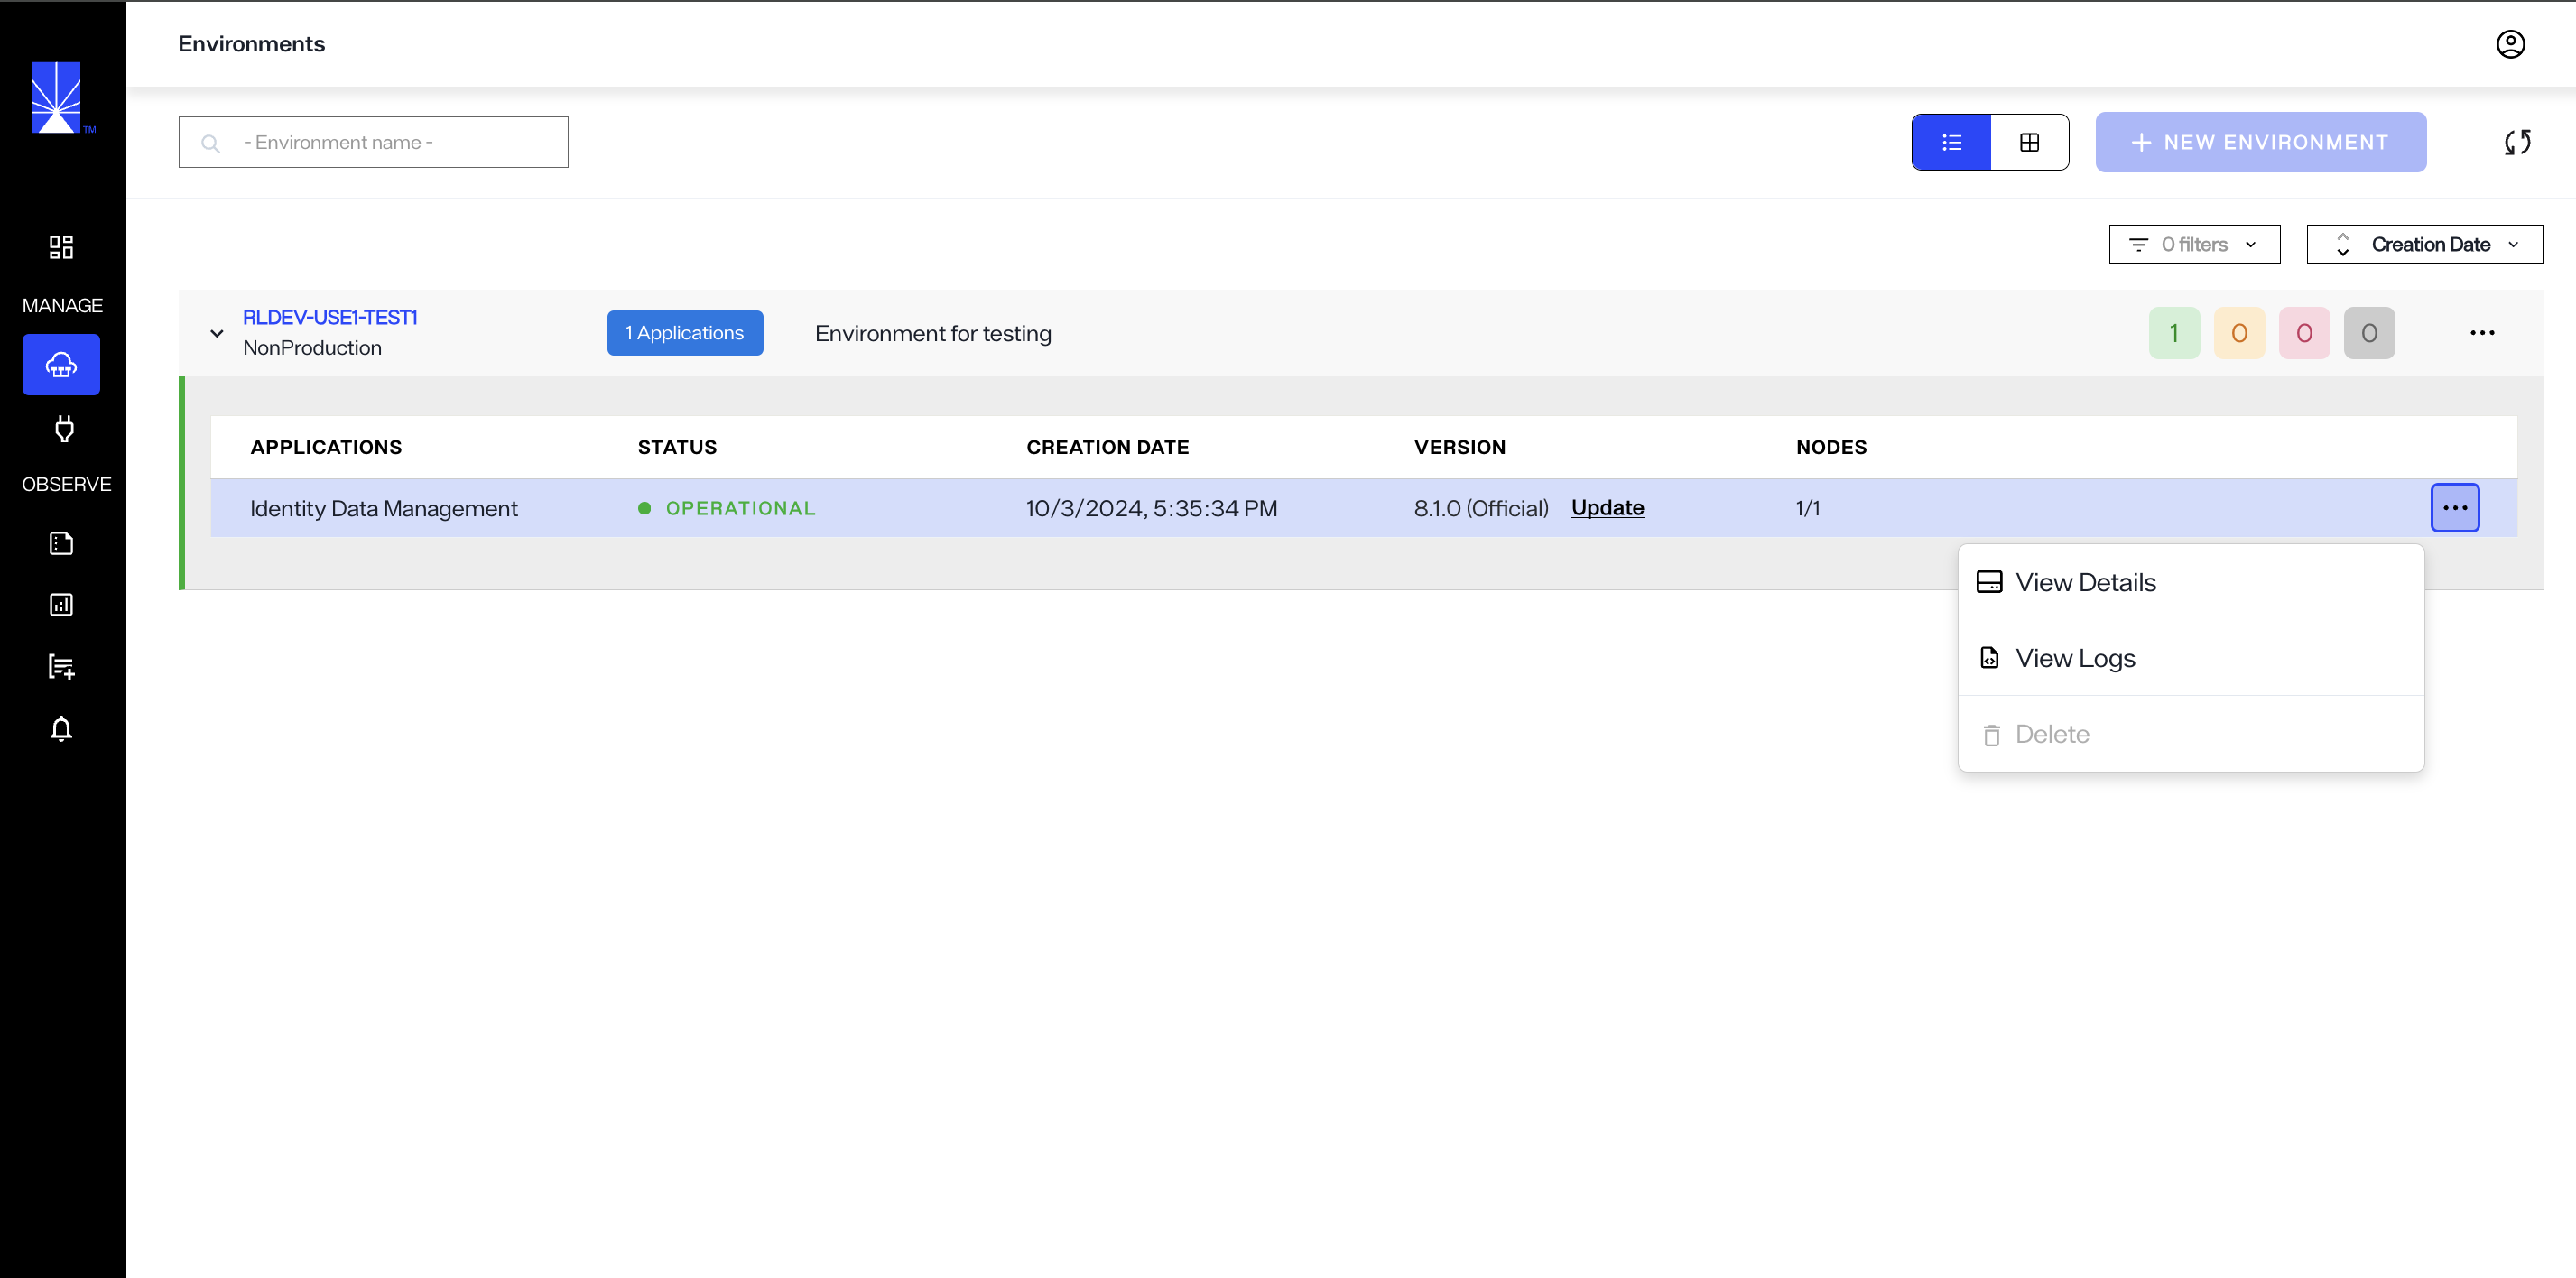 Environments
TM
- Environment name -
NEW ENVIRONMENT
0 filters
Creation Date
MANAGE
RLDEV-USE1-TEST1
NonProduction
1 Applications
Environment for testing
1 0 0 0
OBSERVE
APPLICATIONS STATUS CREATION DATE VERSION NODES
Identity Data Management OPERATIONAL 10/3/2024, 5:35:34 PM 8.1.0 (Official) Update 1/1
View Details
View Logs
Delete